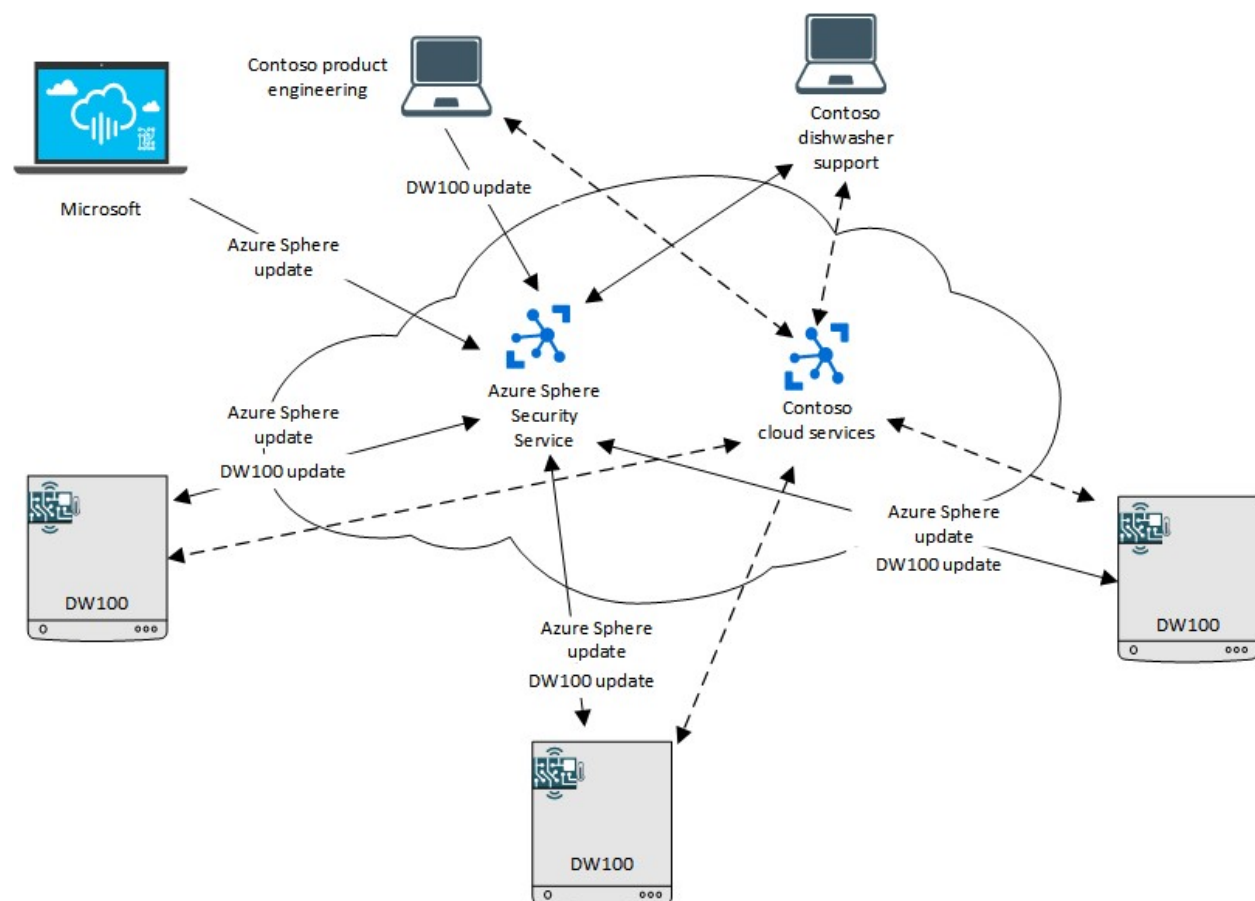 Contoso product
engineering
Contoso
dishwasher
support
Microsoft
DW100 update
Azure Sphere
update
Azure Sphere
Security
Service
Contoso
cloud services
Azure Sphere
update
DW100 update
DW100
Azure Sphere
update
DW100 update
DW100
Azure Sphere
update
DW100 update
DW100